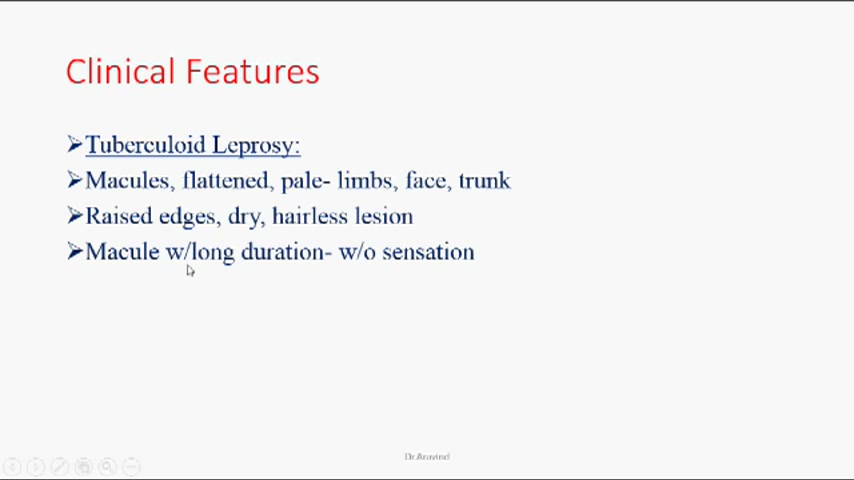 Clinical Features
➢Tuberculoid Leprosy:
➢Macules, flattened, pale- limbs, face, trunk
➢Raised edges, dry, hairless lesion
➢Macule w/long duration- w/o sensation
Dr.Aravind